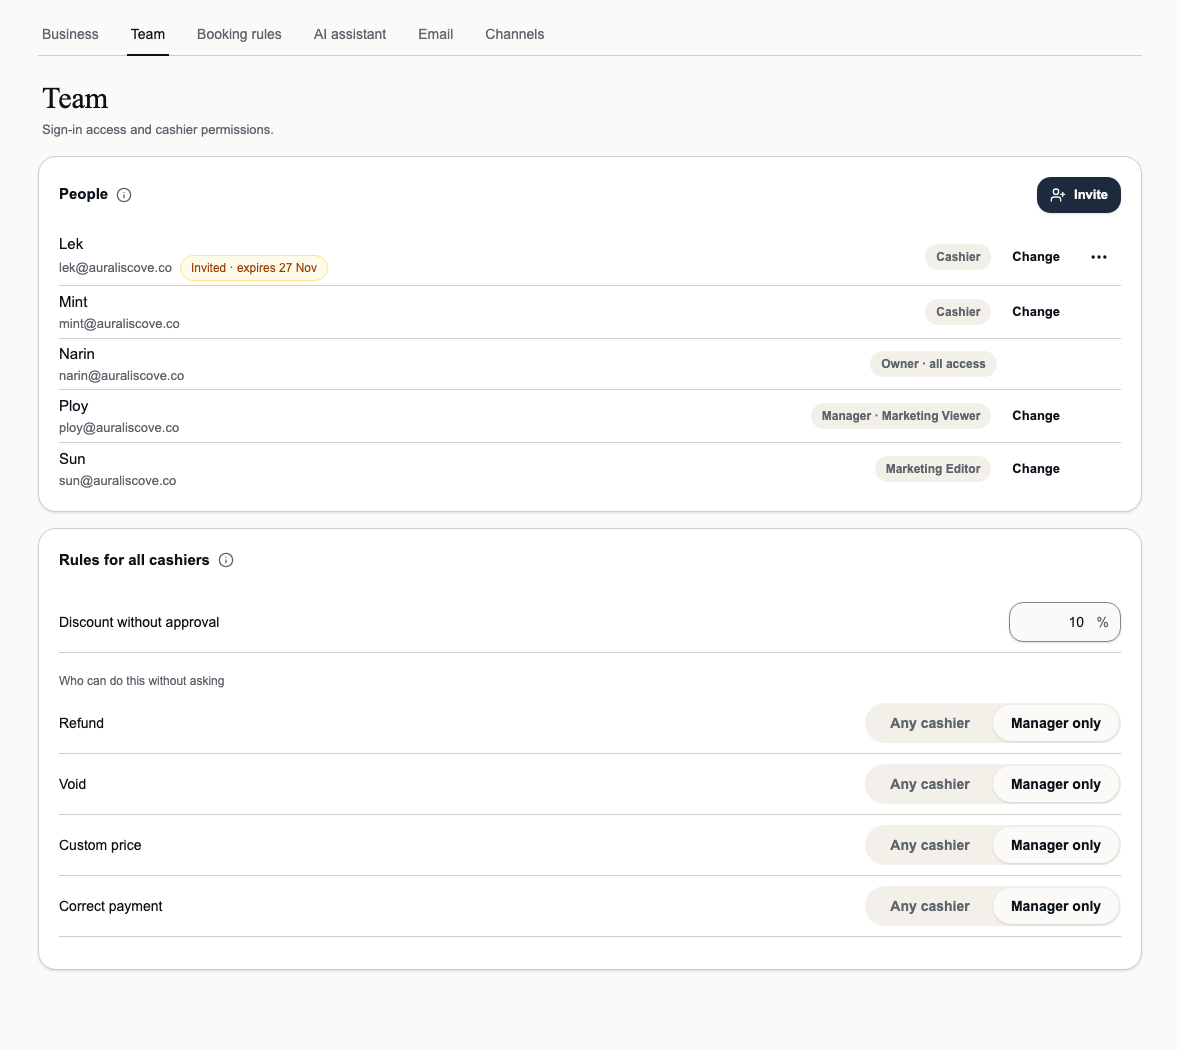 Business Team Booking rules AI assistant Email Channels
Team
Sign-in access and cashier permissions.
People
Invite
Lek
lek@auraliscove.co Invited · expires 27 Nov
Cashier Change
Mint
mint@auraliscove.co
Cashier Change
Narin
narin@auraliscove.co
Owner · all access
Ploy
ploy@auraliscove.co
Manager · Marketing Viewer Change
Sun
sun@auraliscove.co
Marketing Editor Change
Rules for all cashiers
Discount without approval 10 %
Who can do this without asking
Refund Any cashier Manager only
Void Any cashier Manager only
Custom price Any cashier Manager only
Correct payment Any cashier Manager only